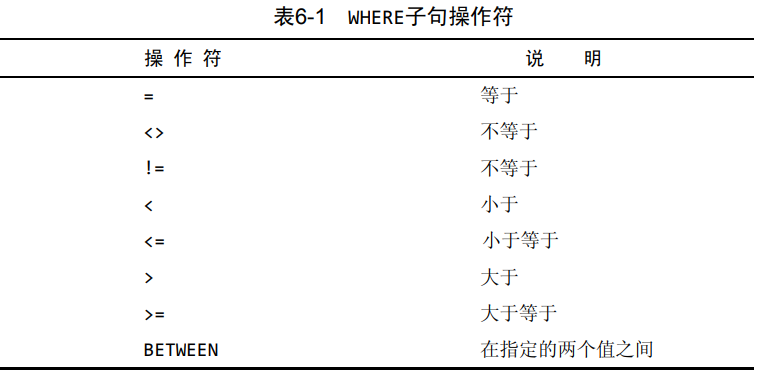 表6-1 WHERE子句操作符
操作符 说明
= 等于
<> 不等于
!= 不等于
< 小于
<= 小于等于
> 大于
>= 大于等于
BETWEEN 在指定的两个值之间